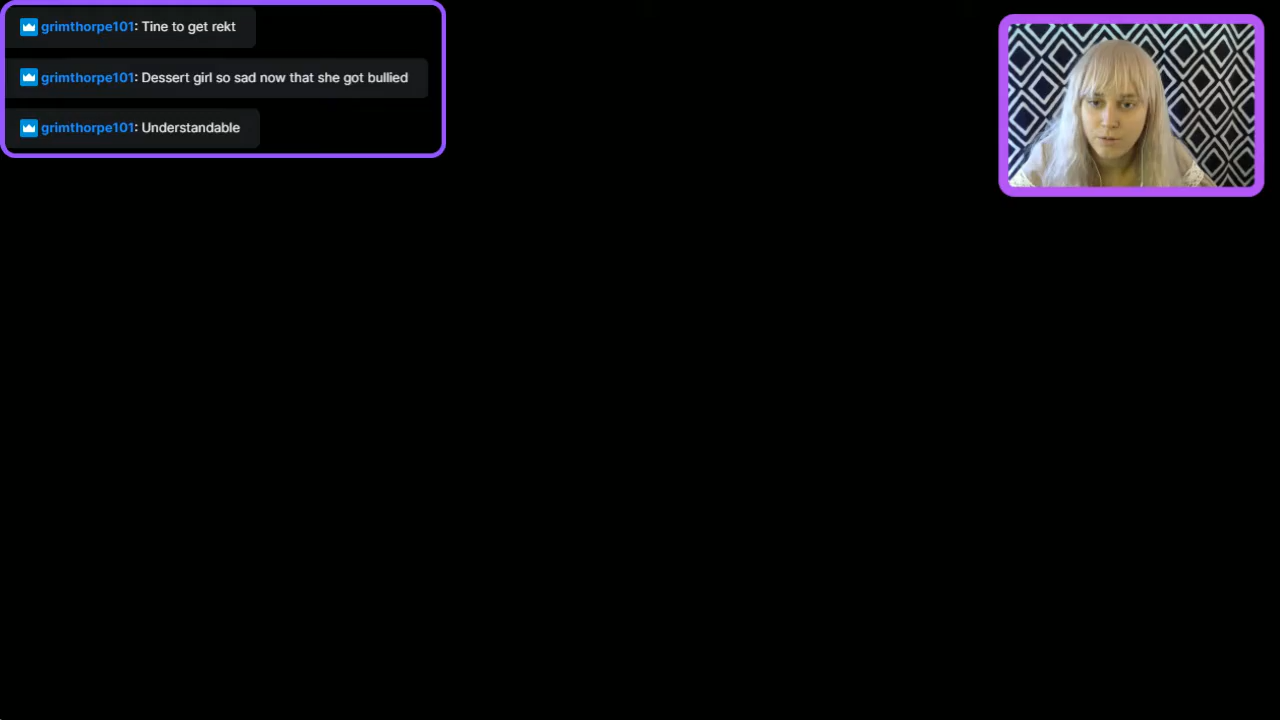 grimthorpe101: Tine to get rekt
grimthorpe101: Dessert girl so sad now that she got bullied
grimthorpe101: Understandable